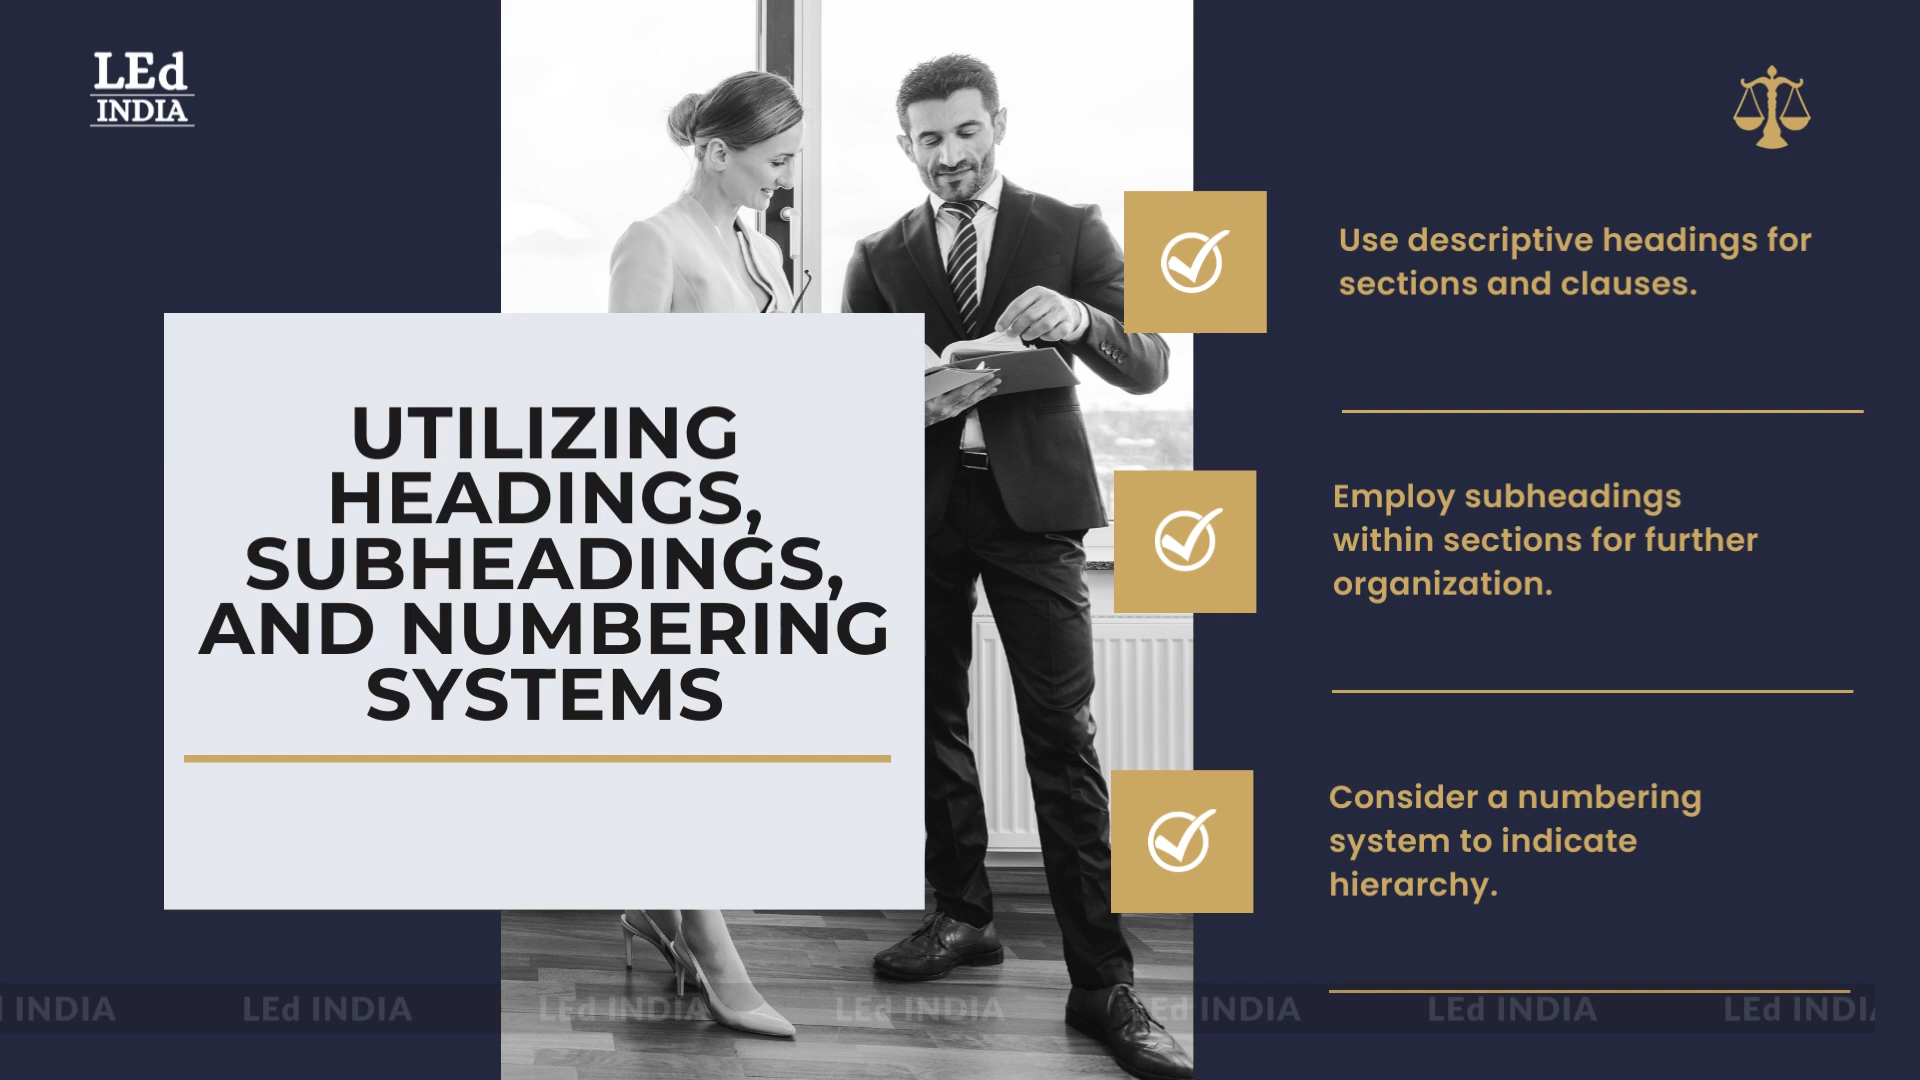 LEd
INDIA
UTILIZING
HEADINGS,
SUBHEADINGS,
AND NUMBERING
SYSTEMS
Use descriptive headings for
sections and clauses.
Employ subheadings
within sections for further
organization.
Consider a numbering
system to indicate
hierarchy.
INDIA LEd INDIA LEd INDIA LEd INDIA LEd INDIA LEd INDIA LEd INDIA